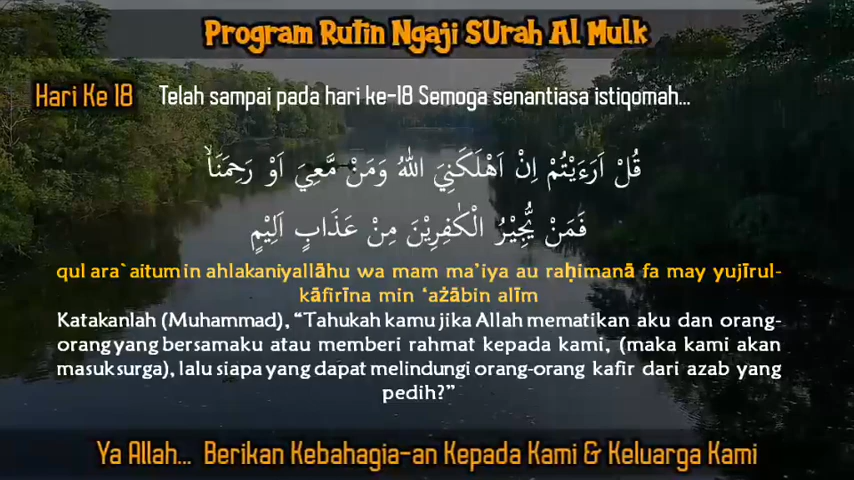 Program Rutin Ngaji SUrah Al Mulk
Hari Ke 18
Telah sampai pada hari ke-18 Semoga senantiasa istiqomah...
قُلْ اَرَءَيْتُمْ اِنْ اَهْلَكَنِيَ اللّٰهُ وَمَنْ مَّعِيَ اَوْ رَحِمَنَاۙ
فَمَنْ يُّجِيْرُ الْكٰفِرِيْنَ مِنْ عَذَابٍ اَلِيْمٍ
qul ara`aitum in ahlakaniyallāhu wa mam ma’iya au raḥimanā fa may yujīrul-
kāfirīna min ‘ażābin alīm
Katakanlah (Muhammad), “Tahukah kamu jika Allah mematikan aku dan orang-
orang yang bersamaku atau memberi rahmat kepada kami, (maka kami akan
masuk surga), lalu siapa yang dapat melindungi orang-orang kafir dari azab yang
pedih?”
Ya Allah... Berikan Kebahagia-an Kepada Kami & Keluarga Kami